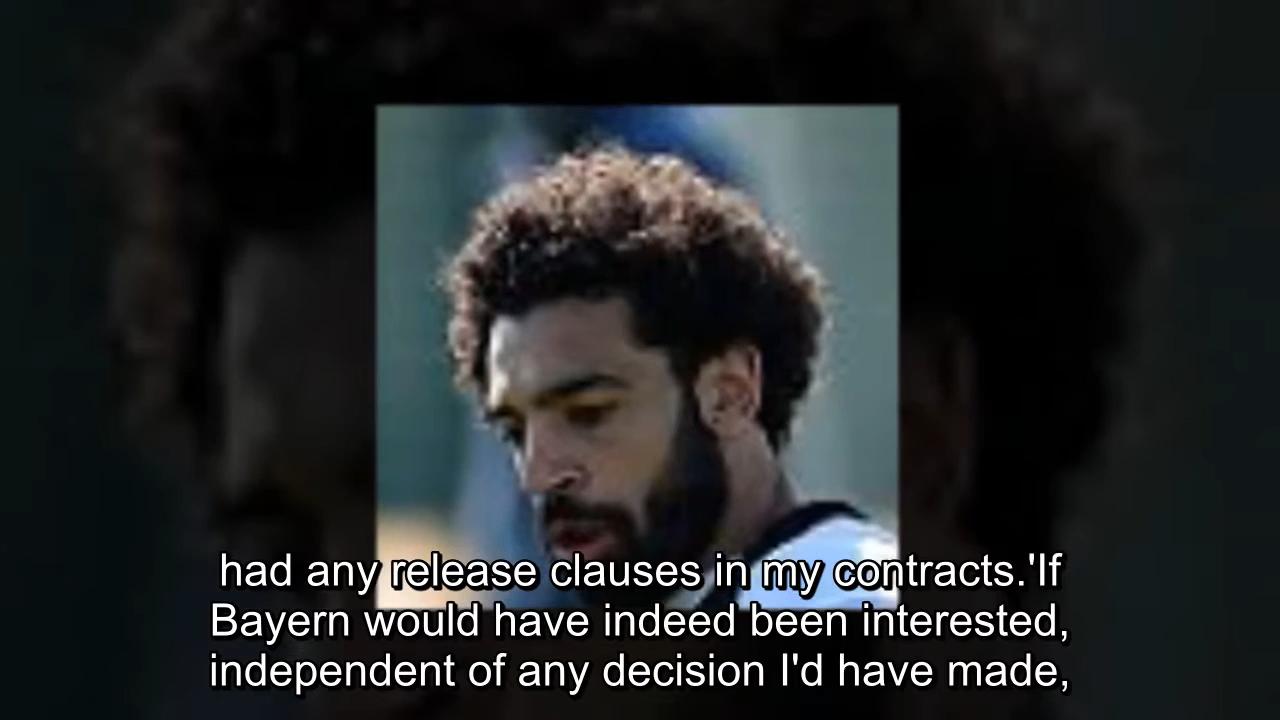 had any release clauses in my contracts.'If
Bayern would have indeed been interested,
independent of any decision I'd have made,